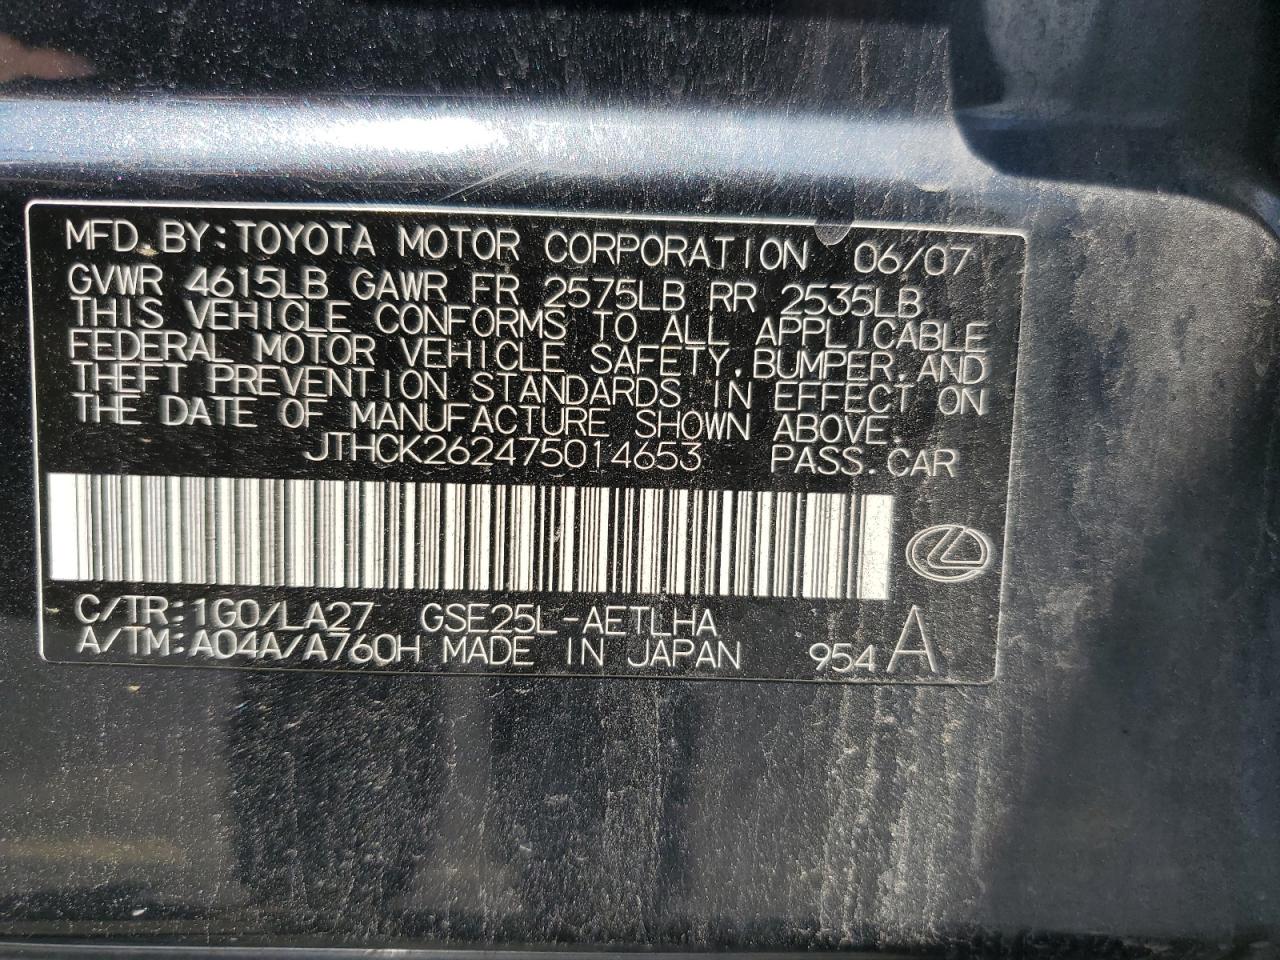 MFD. BY: TOYOTA MOTOR CORPORATION 06/07
GVWR 4615LB GAWR FR 2575LB RR 2535LB
THIS VEHICLE CONFORMS TO ALL APPLICABLE
FEDERAL MOTOR VEHICLE SAFETY, BUMPER, AND
THEFT PREVENTION STANDARDS IN EFFECT ON
THE DATE OF MANUFACTURE SHOWN ABOVE.
JTHCK262475014653 PASS. CAR
C/TR: 1G0/LA27 GSE25L-AETLHA
A/TM: A04A/A760H MADE IN JAPAN 954 A